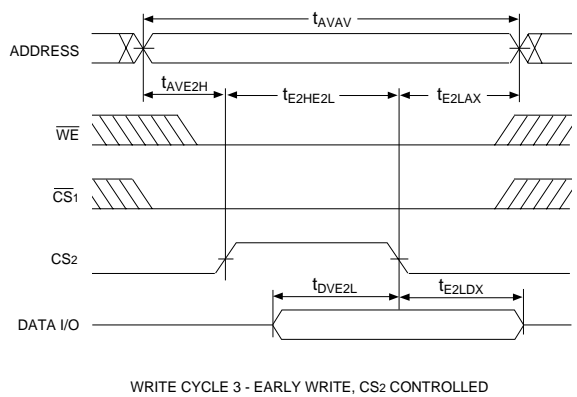 tAVAV
ADDRESS
tAVE2H
tE2HE2L
tE2LAX
WE
CS1
CS2
tDVE2L
tE2LDX
DATA I/O
WRITE CYCLE 3 - EARLY WRITE, CS2 CONTROLLED